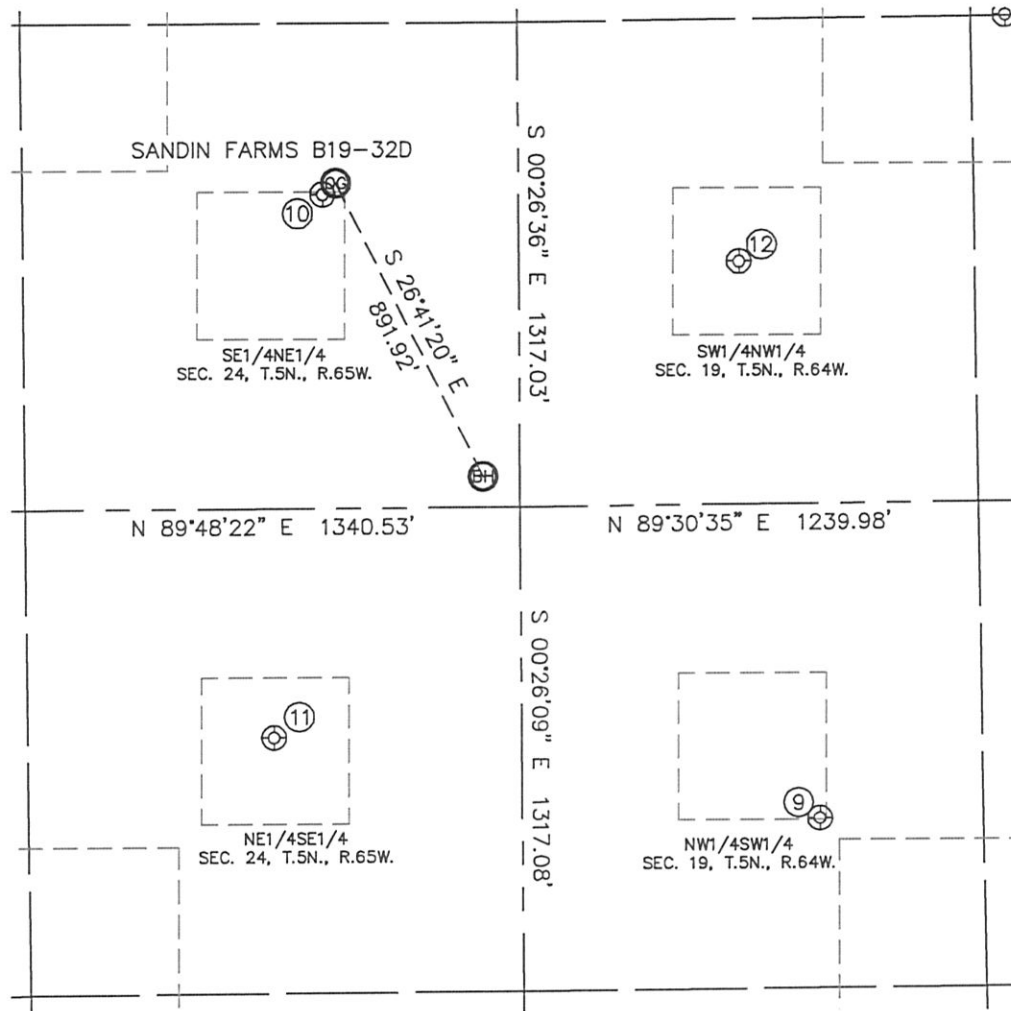 SANDIN FARMS B19-32D
OG
10
S 26°41'20" E
891.92'
SE1/4NE1/4
SEC. 24, T.5N., R.65W.
S 00°26'36" E 1317.03'
12
SW1/4NW1/4
SEC. 19, T.5N., R.64W.
BH
N 89°48'22" E 1340.53'
N 89°30'35" E 1239.98'
S 00°26'09" E 1317.08'
11
NE1/4SE1/4
SEC. 24, T.5N., R.65W.
9
NW1/4SW1/4
SEC. 19, T.5N., R.64W.